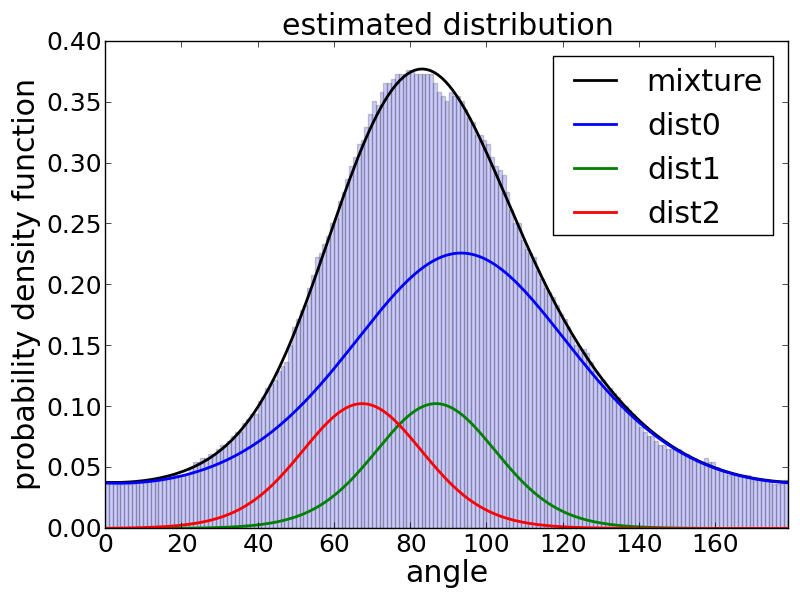 estimated distribution
probability density function
0.40
0.35
0.30
0.25
0.20
0.15
0.10
0.05
0.00
mixture
dist0
dist1
dist2
0 20 40 60 80 100 120 140 160
angle